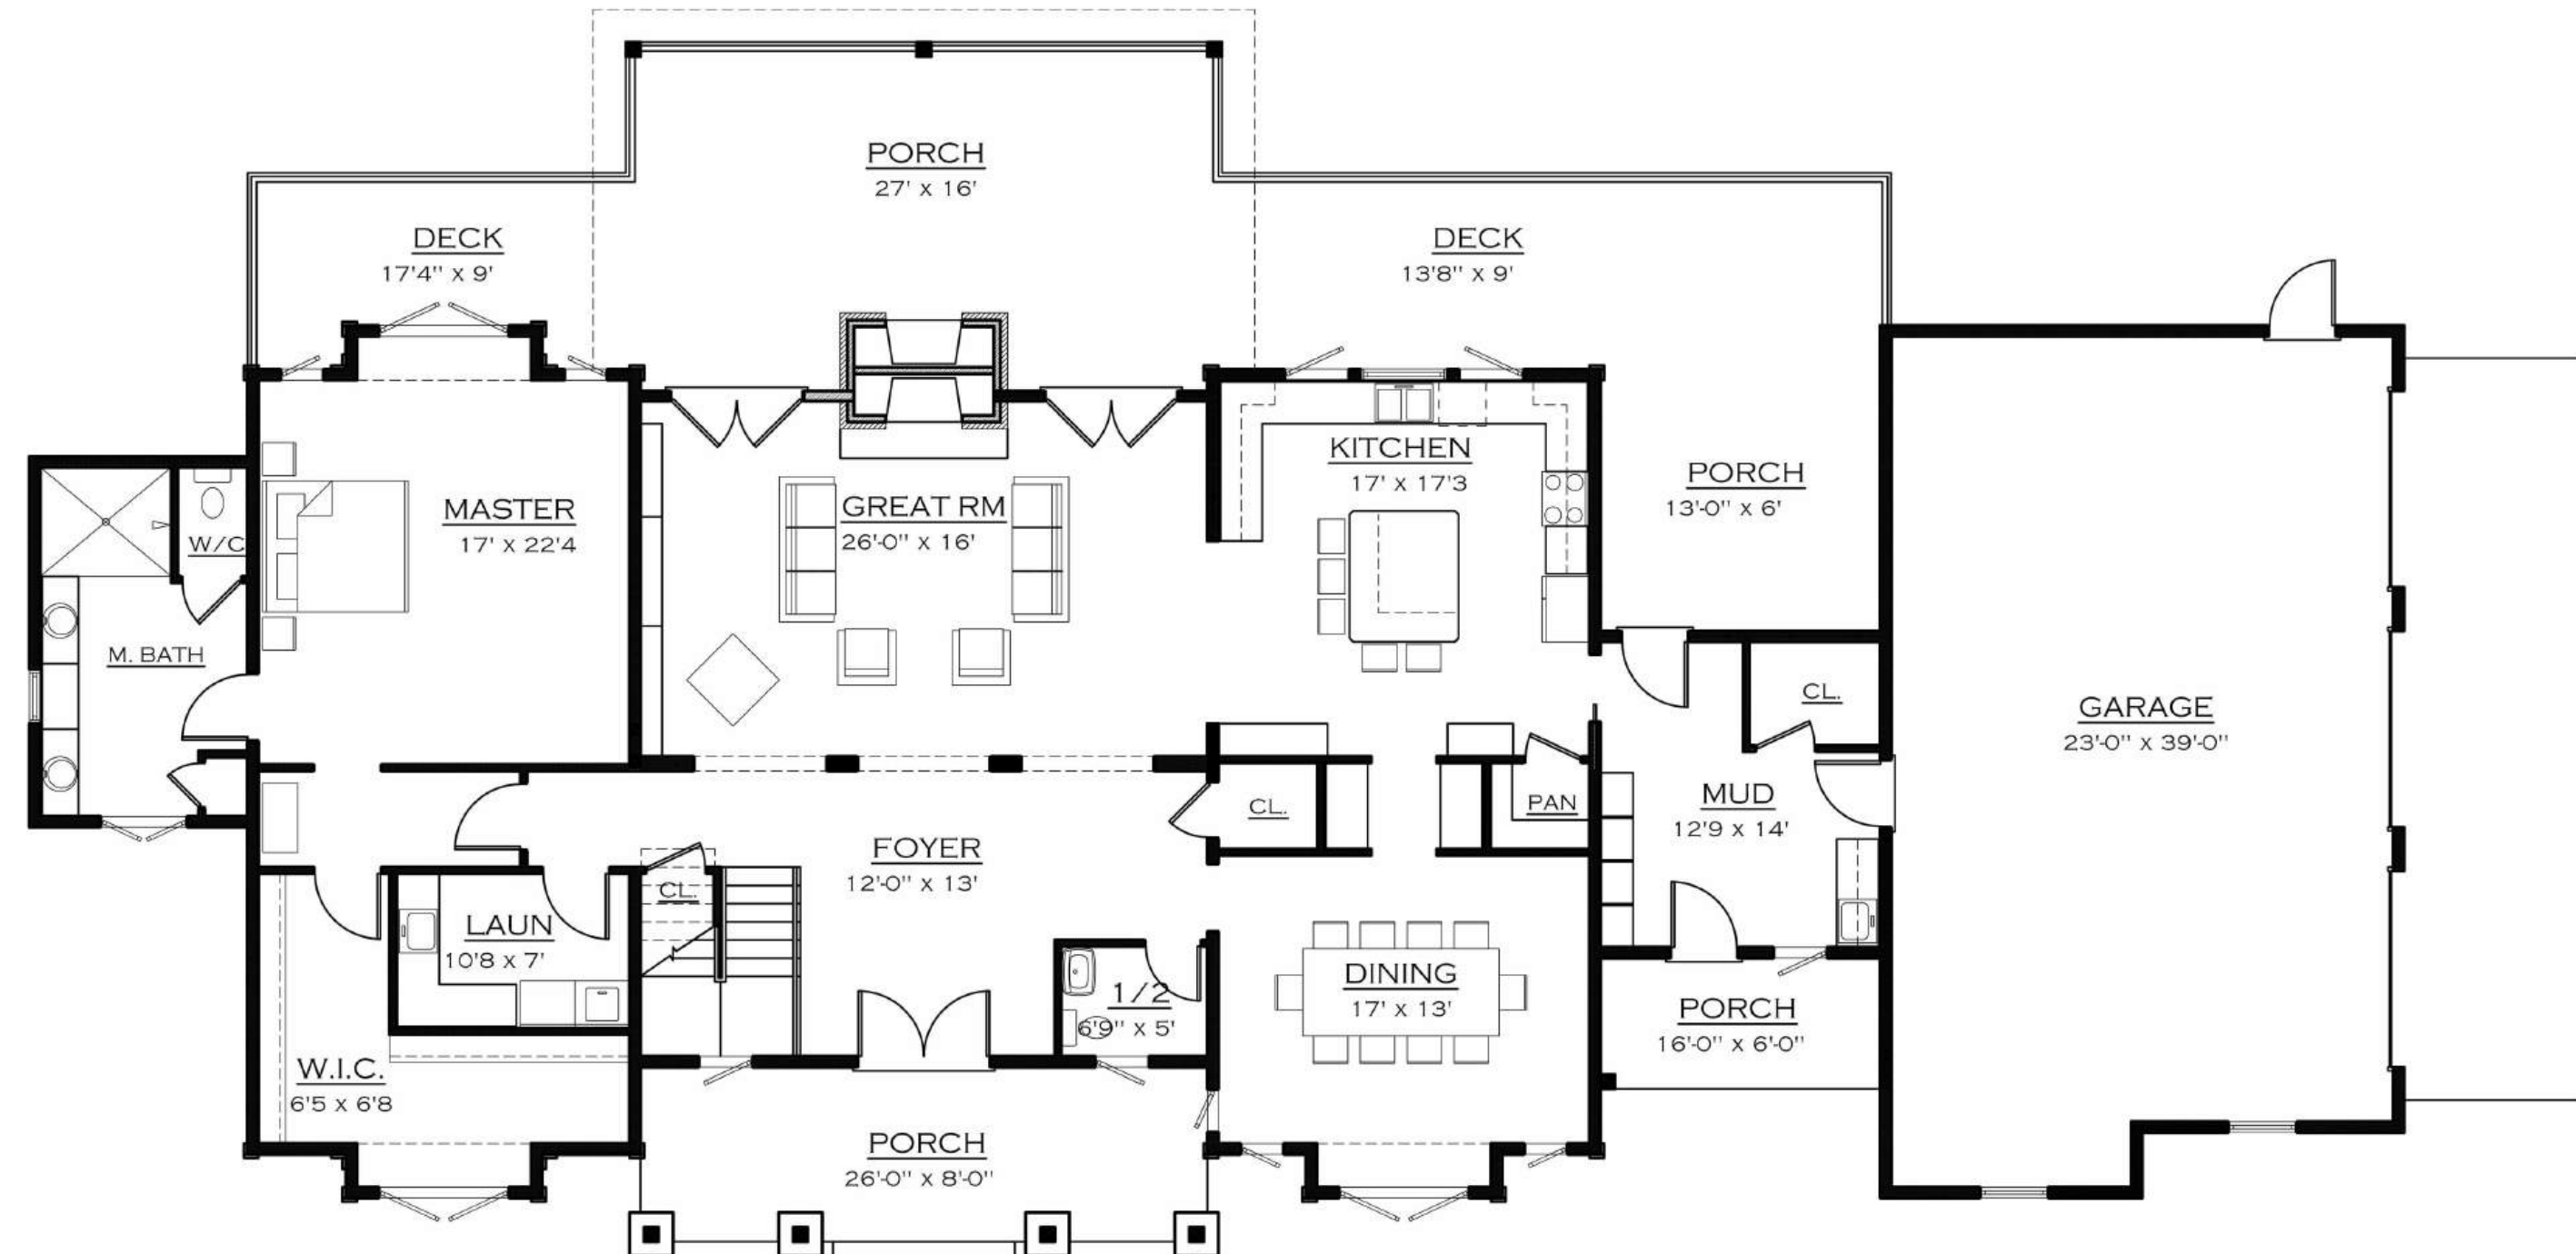 PORCH
27' x 16'
DECK
17'4" x 9'
DECK
13'8" x 9'
KITCHEN
17' x 17'3
PORCH
13'-0" x 6'
MASTER
17' x 22'4
GREAT RM
26'-0" x 16'
W/C
M. BATH
CL.
GARAGE
23'-0" x 39'-0"
MUD
12'9 x 14'
CL.
PAN
FOYER
12'-0" x 13'
CL.
LAUN
10'8 x 7'
DINING
17' x 13'
1/2
6'9" x 5'
PORCH
16'-0" x 6'-0"
W.I.C.
6'5 x 6'8
PORCH
26'-0" x 8'-0"